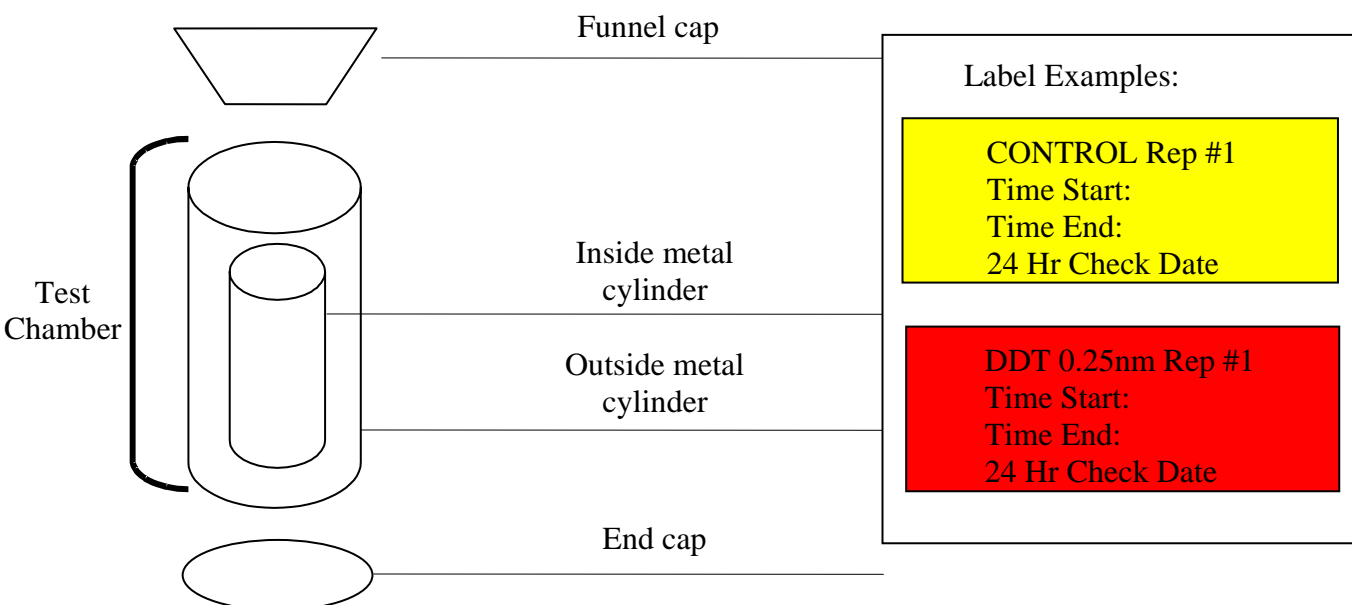 Funnel cap
Label Examples:
CONTROL Rep #1
Time Start:
Time End:
24 Hr Check Date
Inside metal
cylinder
Test
Chamber
DDT 0.25nm Rep #1
Time Start:
Time End:
24 Hr Check Date
Outside metal
cylinder
End cap